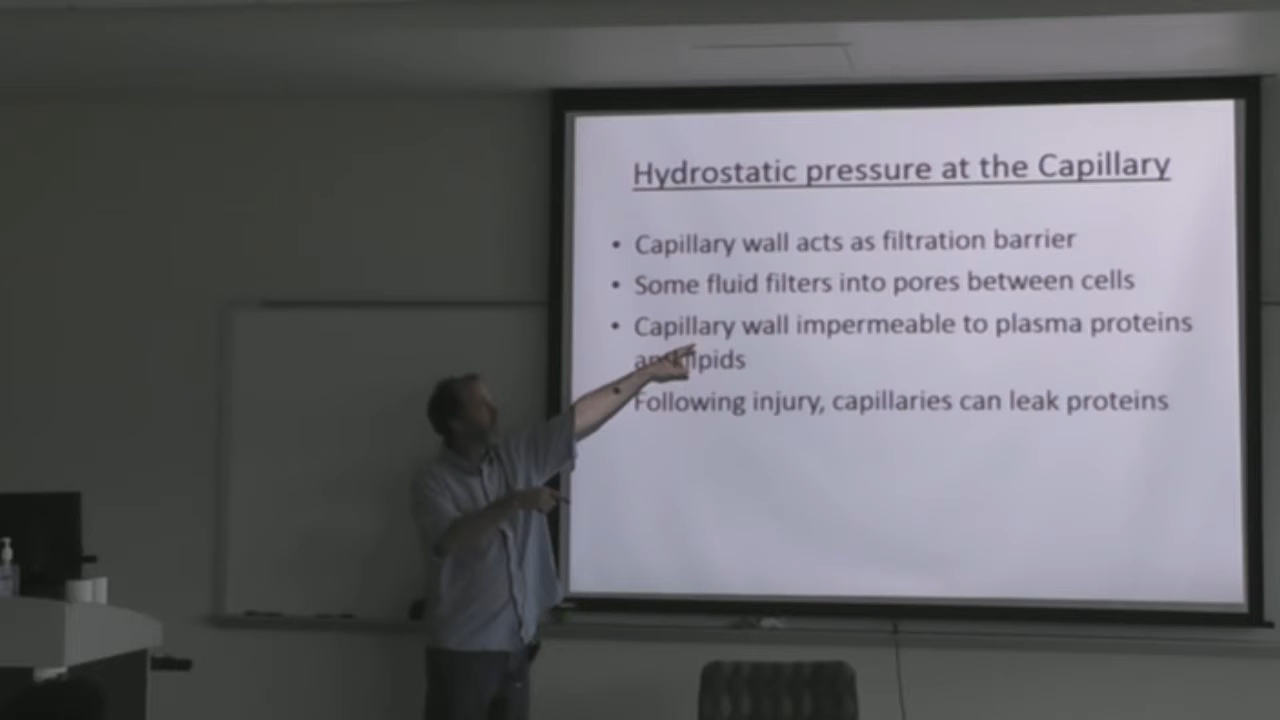 Hydrostatic pressure at the Capillary
• Capillary wall acts as filtration barrier
• Some fluid filters into pores between cells
• Capillary wall impermeable to plasma proteins
and lipids
Following injury, capillaries can leak proteins